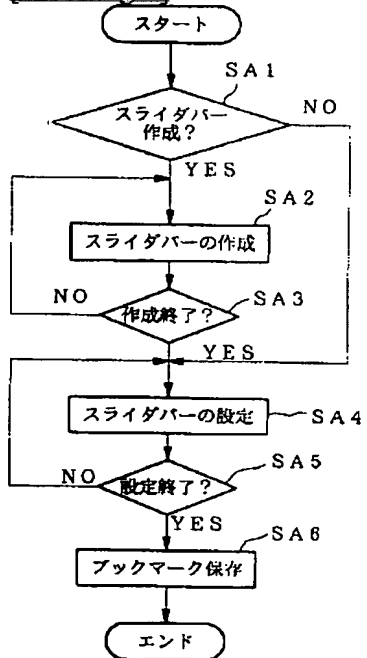 スタート
SA1
スライダバー
作成?
NO
YES
SA2
スライダバーの作成
NO
作成終了?
SA3
YES
スライダバーの設定
SA4
SA5
NO
設定終了?
YES
SA6
ブックマーク保存
エンド